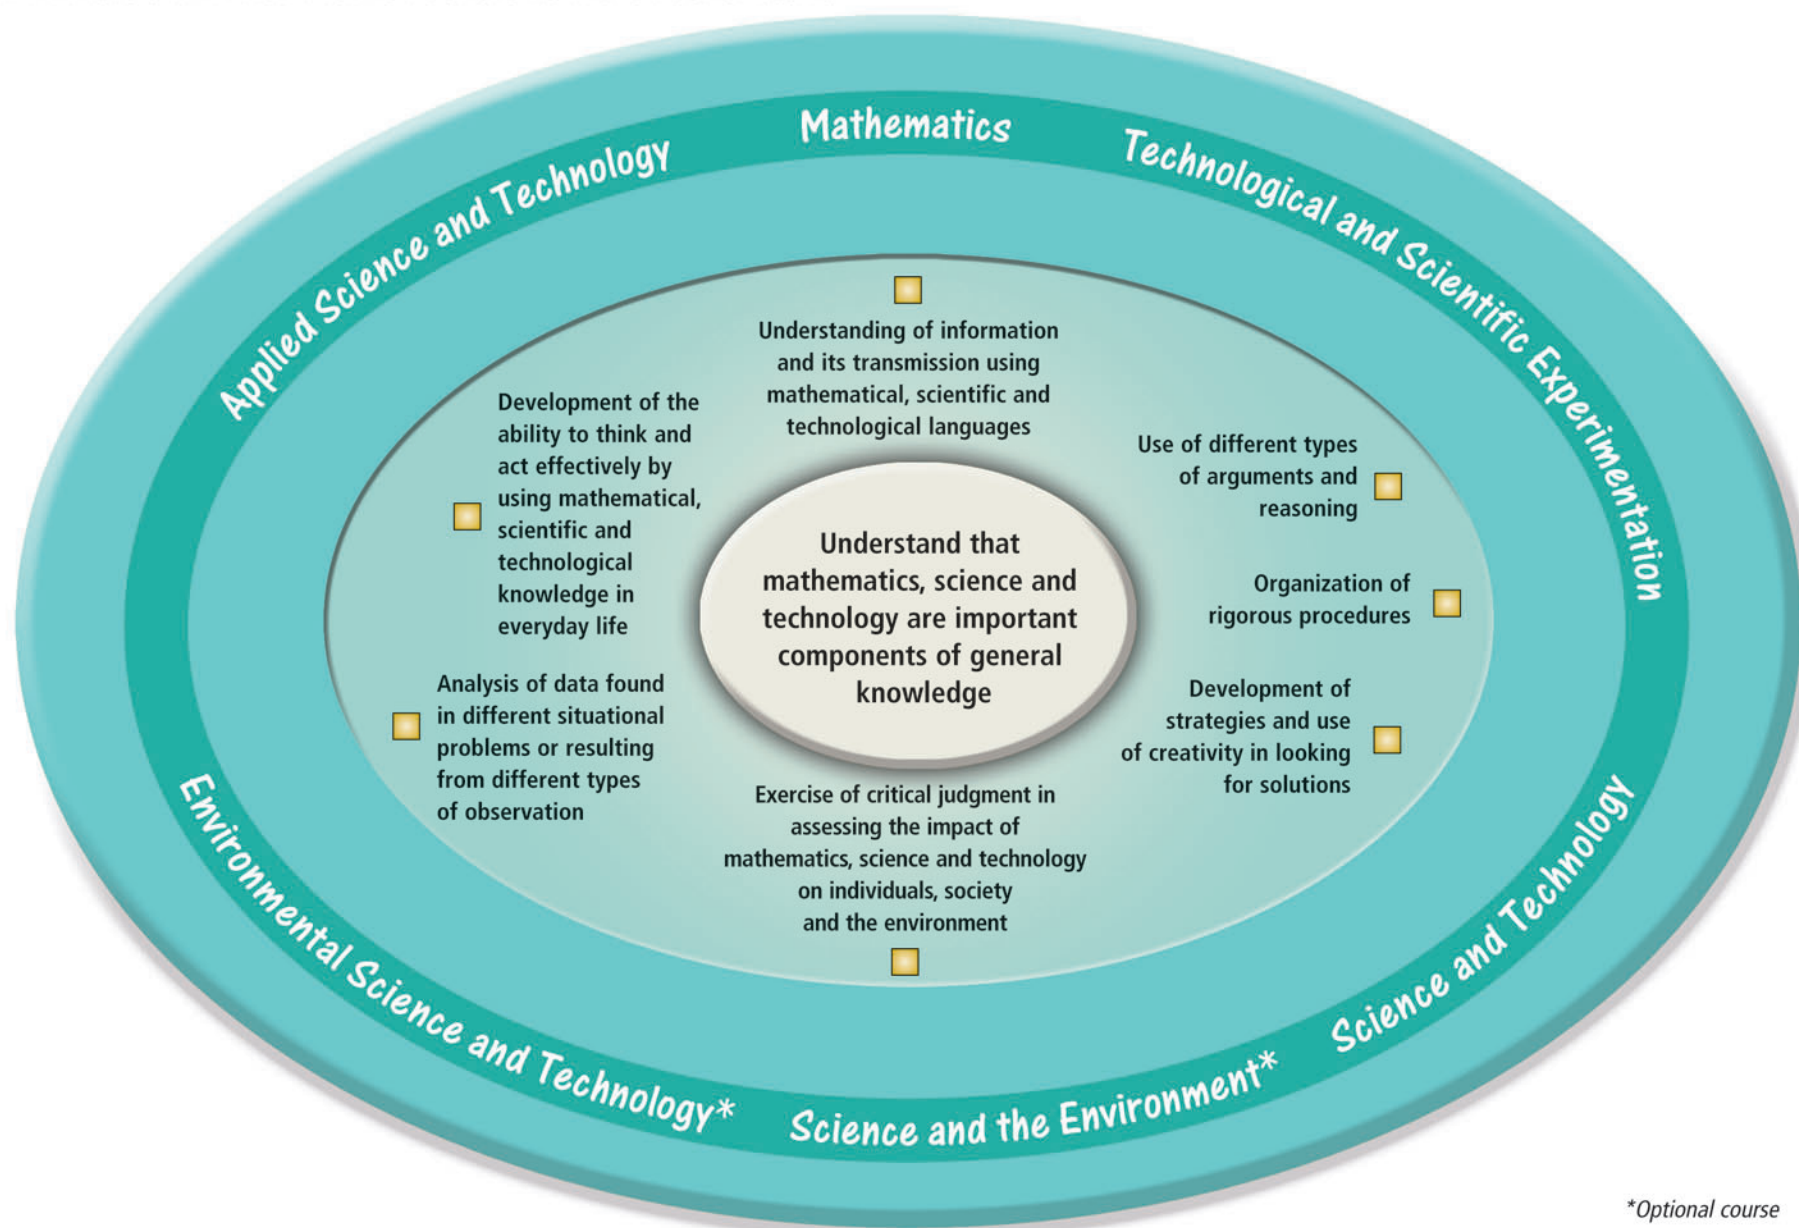 Mathematics
Applied Science and Technology
Technological and Scientific Experimentation
Understanding of information
and its transmission using
mathematical, scientific and
technological languages
Development of the
ability to think and
act effectively by
using mathematical,
scientific and
technological
knowledge in
everyday life
Use of different types
of arguments and
reasoning
Understand that
mathematics, science and
technology are important
components of general
knowledge
Organization of
rigorous procedures
Analysis of data found
in different situational
problems or resulting
from different types
of observation
Development of
strategies and use
of creativity in looking
for solutions
Exercise of critical judgment in
assessing the impact of
mathematics, science and technology
on individuals, society
and the environment
Environmental Science and Technology*
Science and the Environment*
Science and Technology
*Optional course